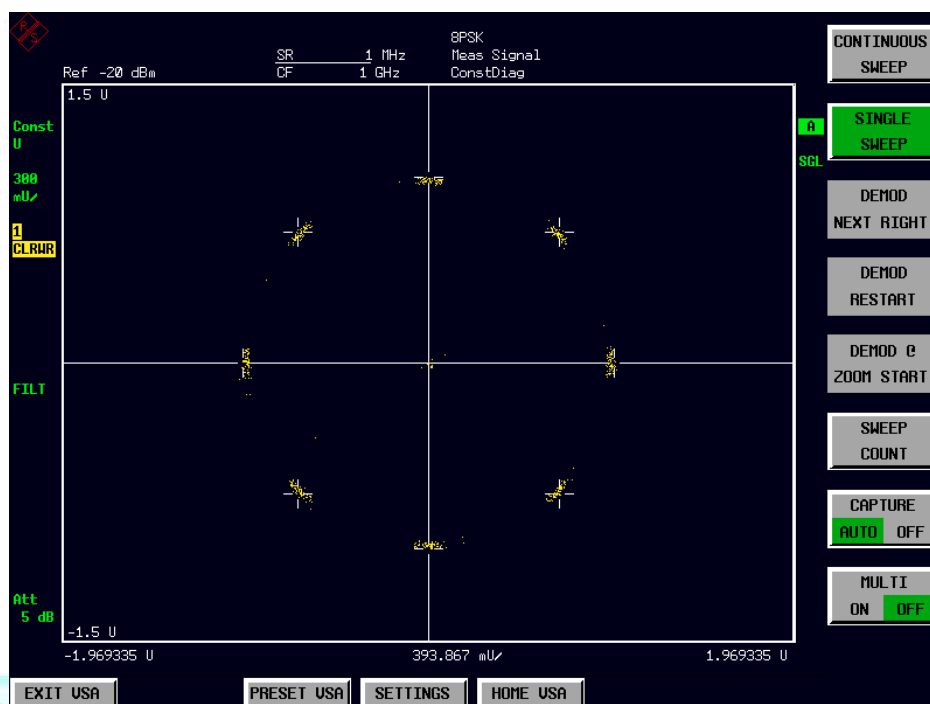 R S
8PSK
SR 1 MHz Meas Signal
Ref -20 dBm CF 1 GHz ConstDiag
1.5 U
Const
U
300
mU/
1
CLRWR
FILT
Att
5 dB
-1.5 U
-1.969335 U 393.867 mU/ 1.969335 U
A
SGL
CONTINUOUS
SWEEP
SINGLE
SWEEP
DEMOD
NEXT RIGHT
DEMOD
RESTART
DEMOD @
ZOOM START
SWEEP
COUNT
CAPTURE
AUTO OFF
MULTI
ON OFF
EXIT VSA PRESET VSA SETTINGS HOME VSA